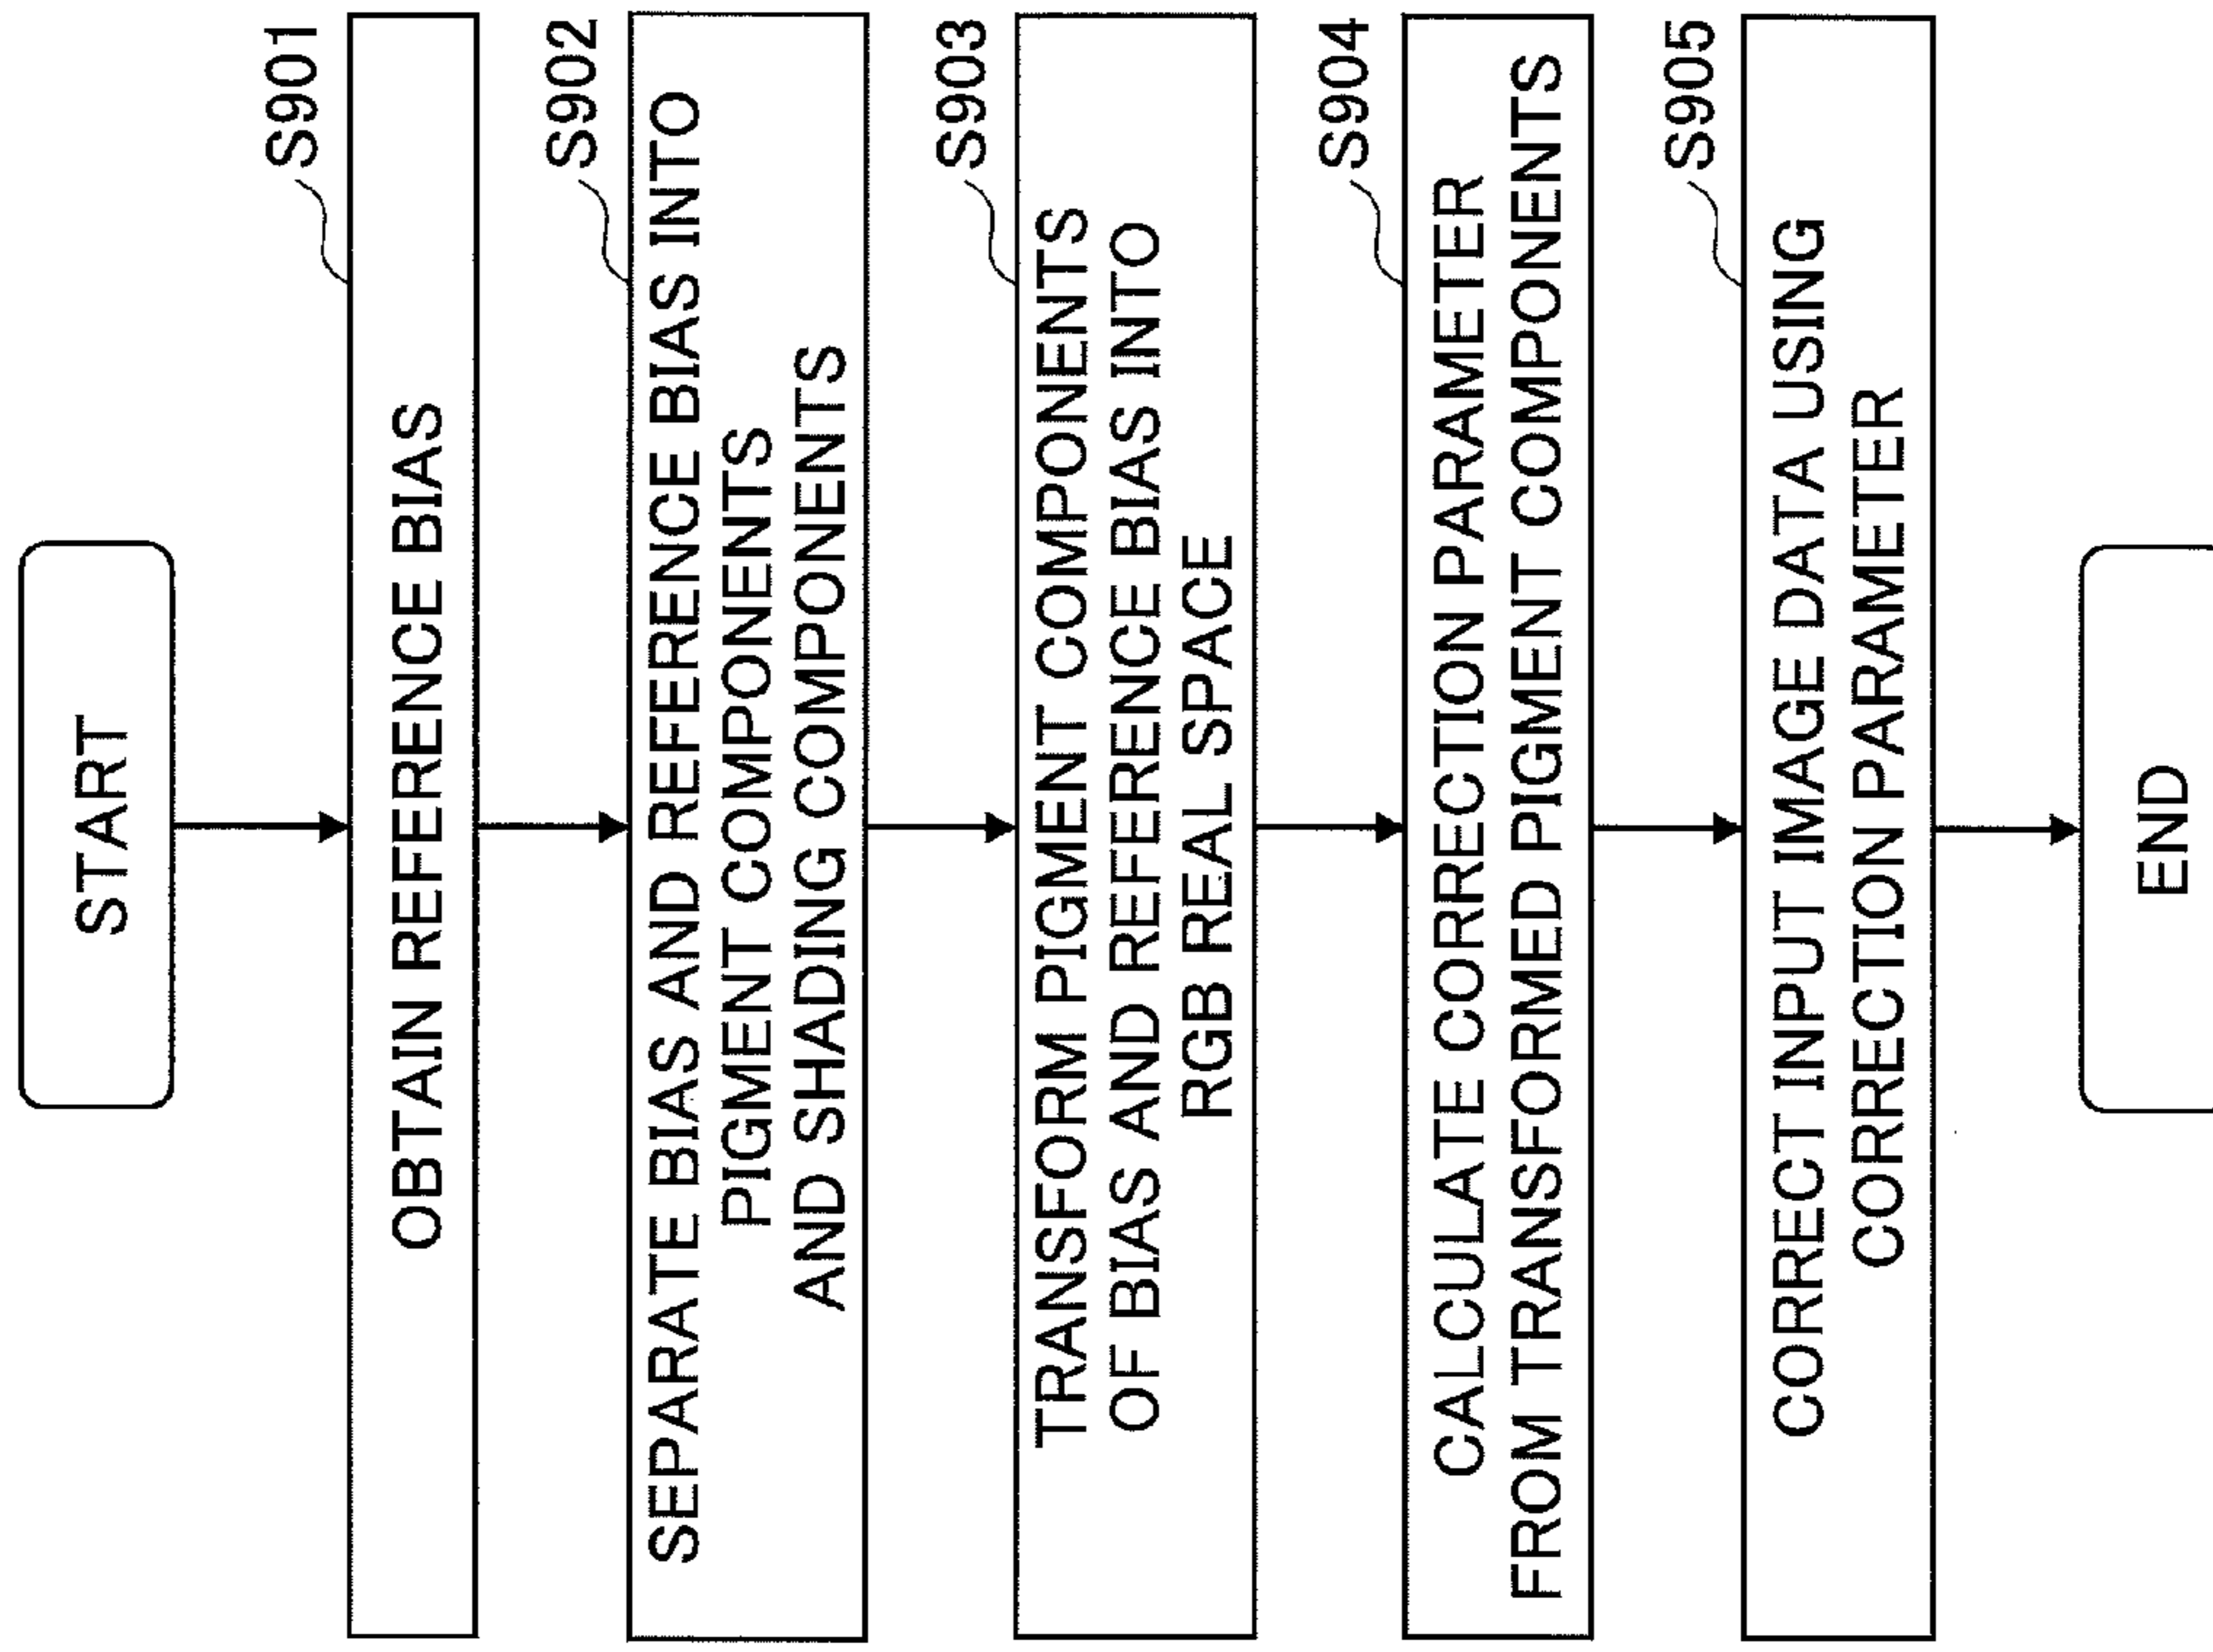 START
S901
OBTAIN REFERENCE BIAS
S902
SEPARATE BIAS AND REFERENCE BIAS INTO
PIGMENT COMPONENTS
AND SHADING COMPONENTS
S903
TRANSFORM PIGMENT COMPONENTS
OF BIAS AND REFERENCE BIAS INTO
RGB REAL SPACE
S904
CALCULATE CORRECTION PARAMETER
FROM TRANSFORMED PIGMENT COMPONENTS
S905
CORRECT INPUT IMAGE DATA USING
CORRECTION PARAMETER
END